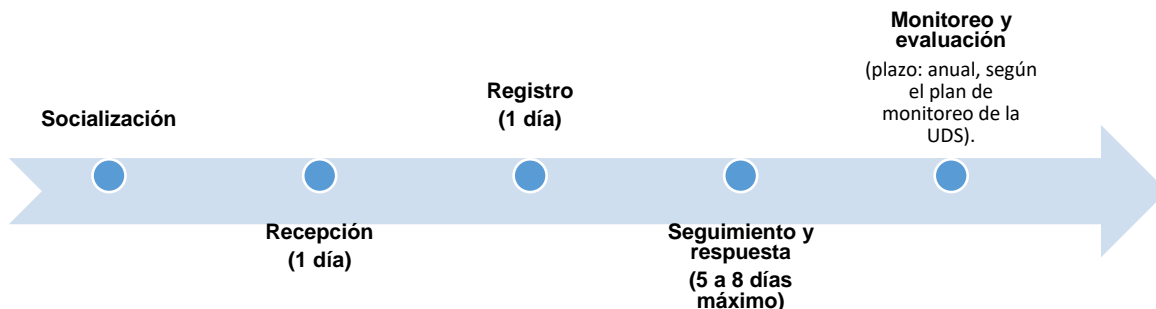 Socialización
Recepción
(1 día)
Registro
(1 día)
Seguimiento y
respuesta
(5 a 8 días
máximo)
Monitoreo y
evaluación
(plazo: anual, según
el plan de
monitoreo de la
UDS).